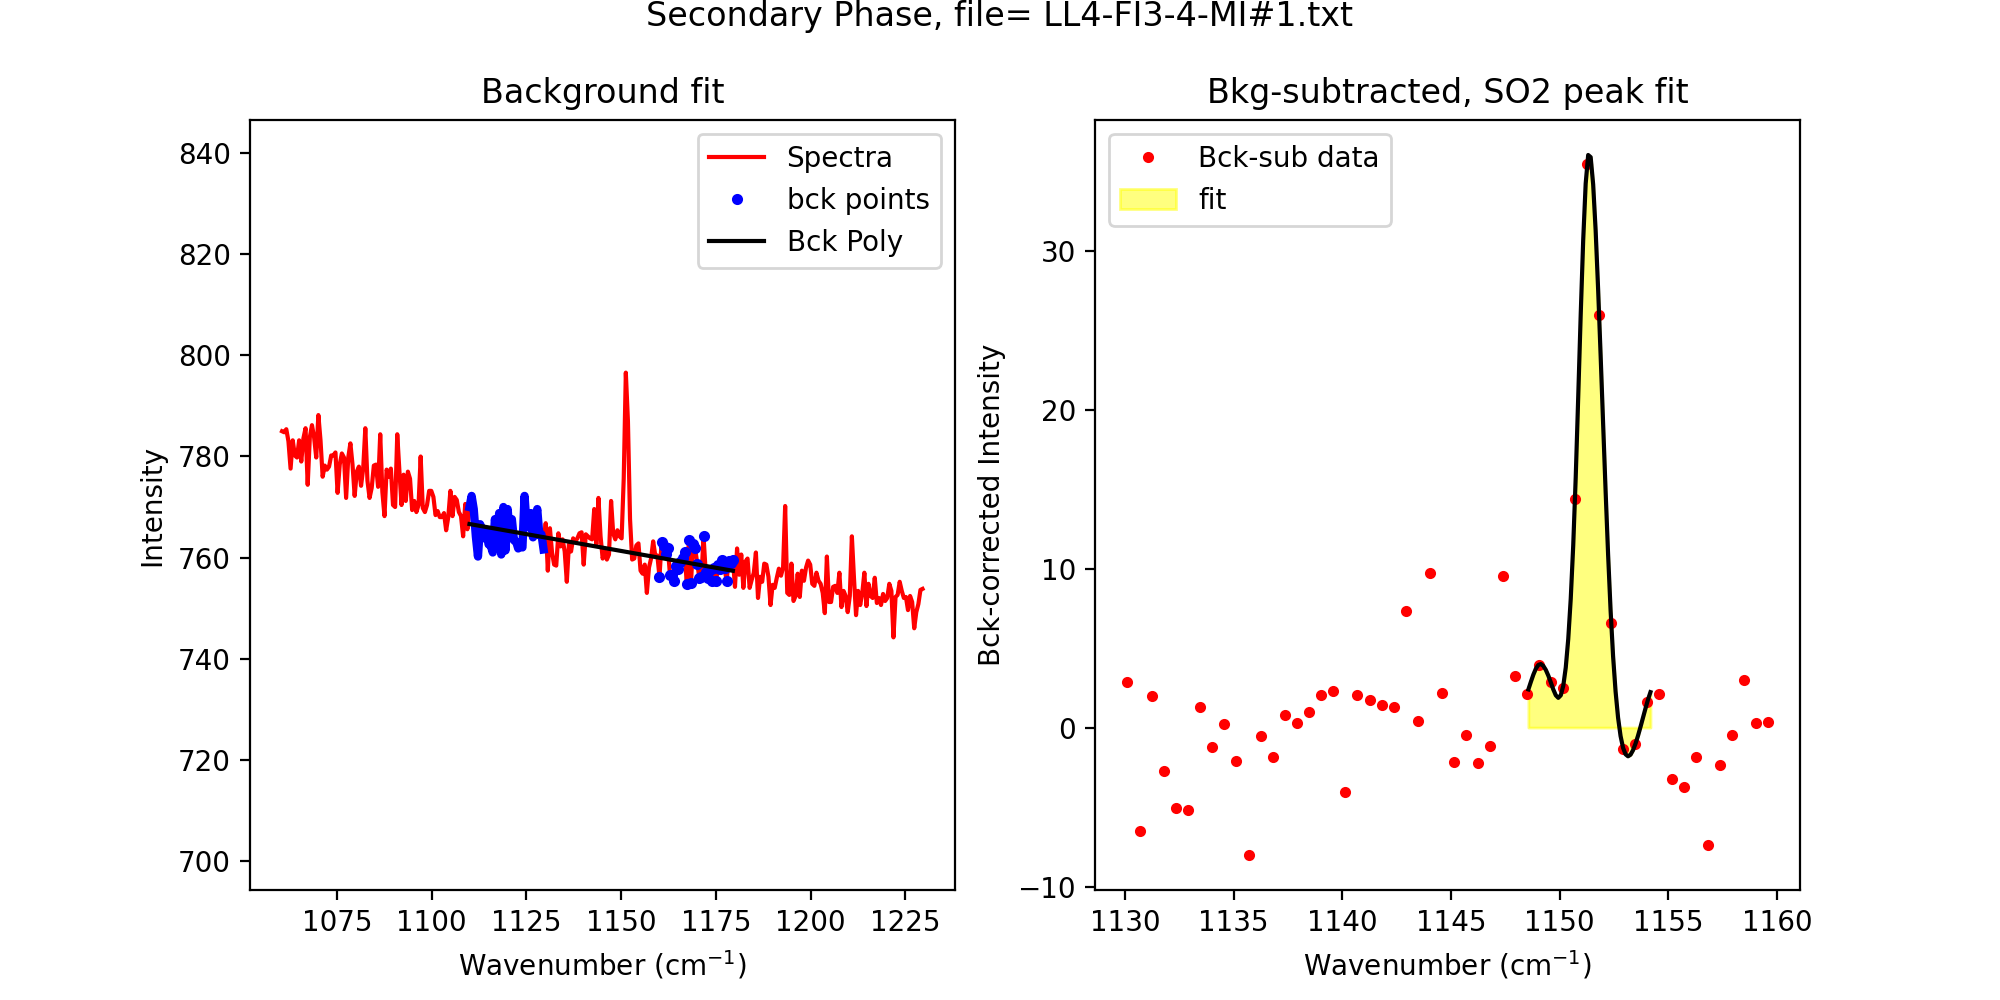 Secondary Phase, file= LL4-FI3-4-MI#1.txt
Background fit
Spectra
bck points
Bck Poly
Intensity
840
820
800
780
760
740
720
700
1075 1100 1125 1150 1175 1200 1225
Wavenumber (cm⁻¹)
Bkg-subtracted, SO2 peak fit
Bck-sub data
fit
Bck-corrected Intensity
30
20
10
0
−10
1130 1135 1140 1145 1150 1155 1160
Wavenumber (cm⁻¹)